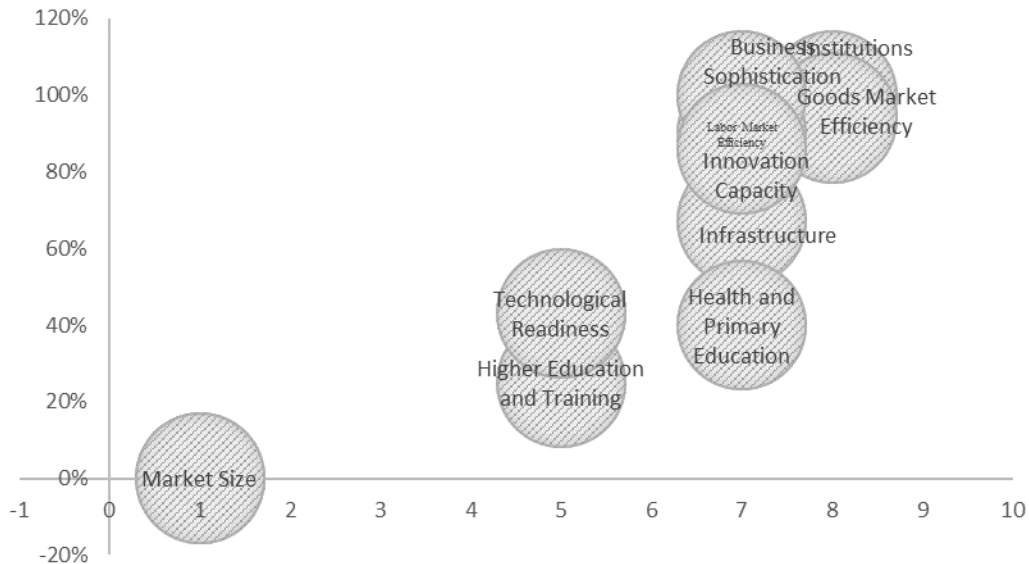 120%
Business
Institutions
Sophistication
100%
Goods Market
Efficiency
Labor Market
Efficiency
80%
Innovation
Capacity
60%
Infrastructure
Technological
Readiness
Health and
Primary
Education
40%
Higher Education
and Training
20%
0%
Market Size
-1 0 1 2 3 4 5 6 7 8 9 10
-20%